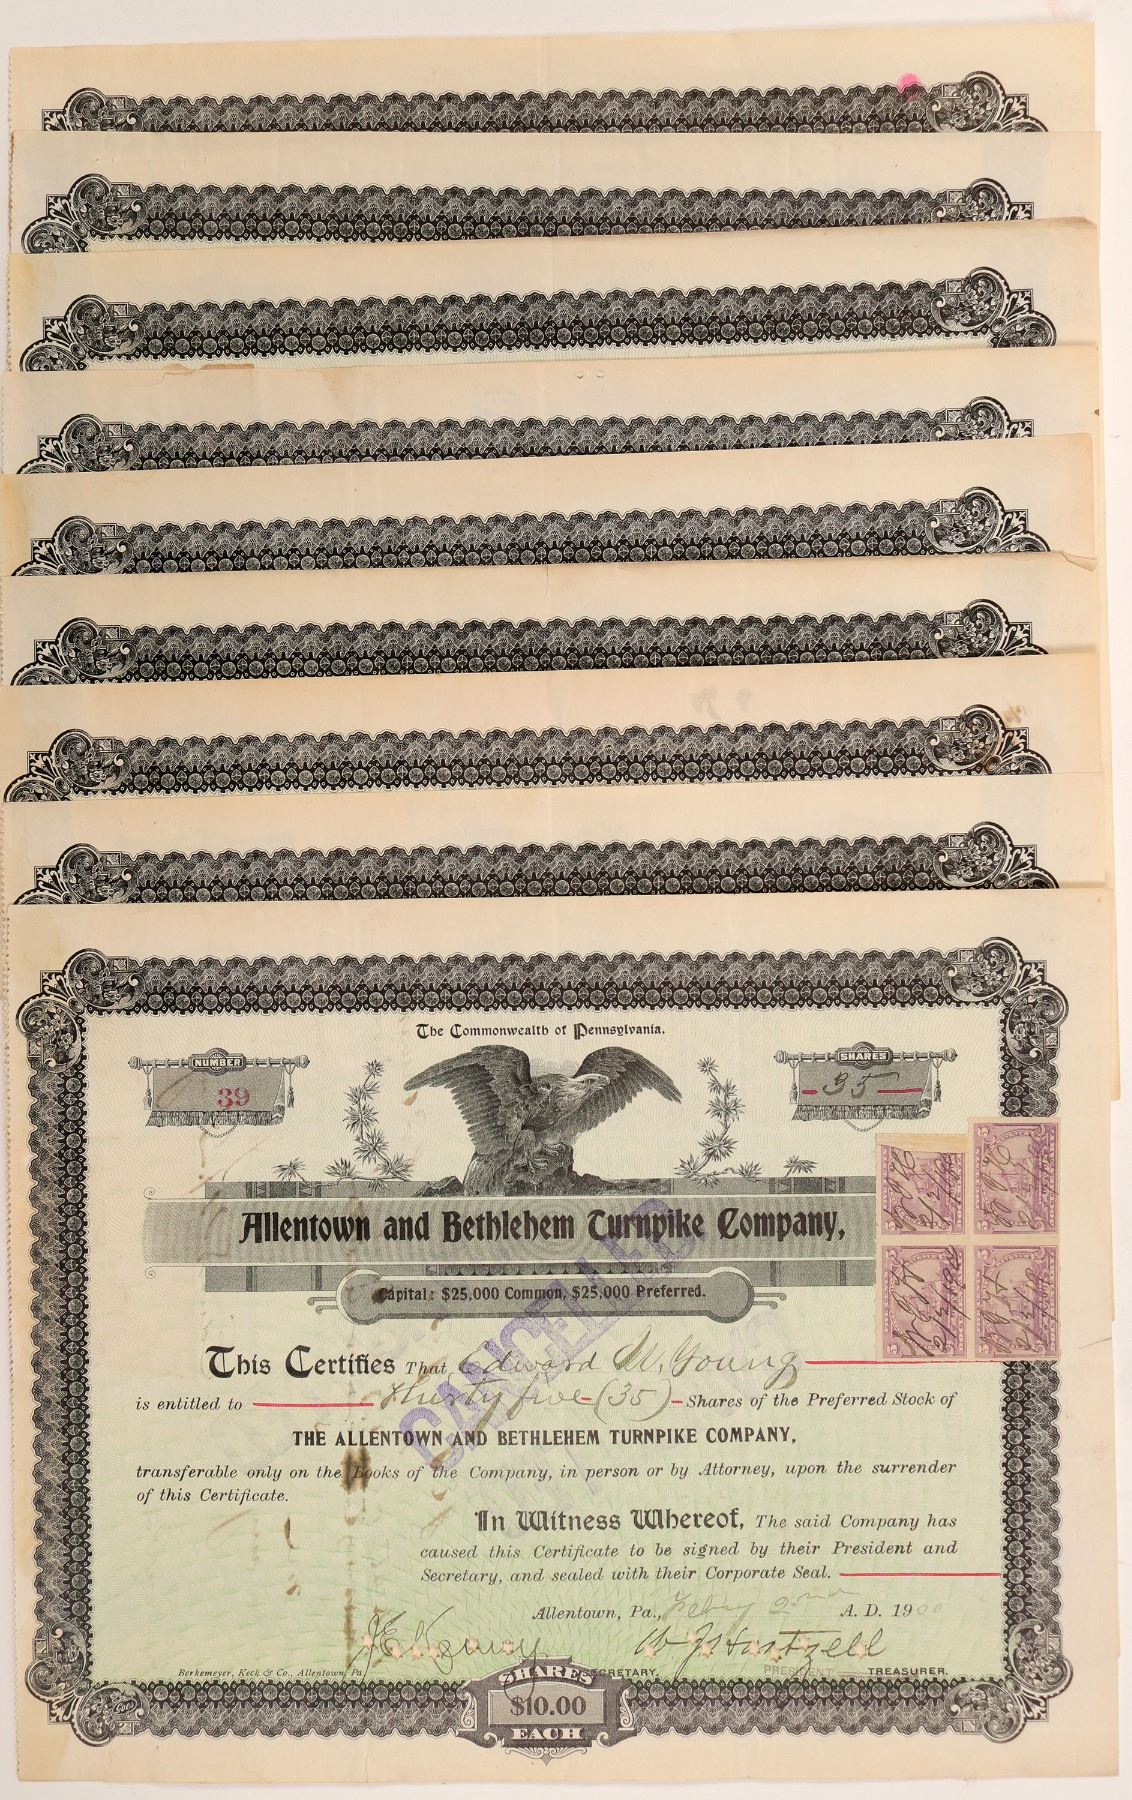 The Commonwealth of Pennsylvania.
NUMBER
39
SHARES
35
Allentown and Bethlehem Turnpike Company,
Capital: $25,000 Common, $25,000 Preferred.
CANCELLED
This Certifies That Edward W. Young
is entitled to Thirty five (35) Shares of the Preferred Stock of
THE ALLENTOWN AND BETHLEHEM TURNPIKE COMPANY,
transferable only on the Books of the Company, in person or by Attorney, upon the surrender
of this Certificate.
In Witness Whereof, The said Company has
caused this Certificate to be signed by their President and
Secretary, and sealed with their Corporate Seal.
Allentown, Pa., Feby 2nd A. D. 1900
W J Hartzell
Berkemeyer, Keck & Co., Allentown, Pa.
SECRETARY.
PRESIDENT
TREASURER.
SHARES
$10.00
EACH